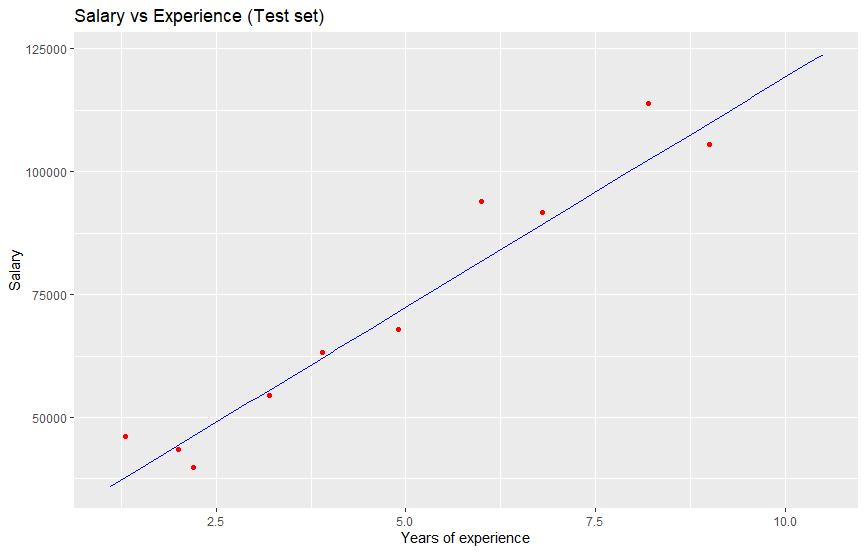 Salary vs Experience (Test set)
125000
100000
75000
50000
Salary
2.5 5.0 7.5 10.0
Years of experience